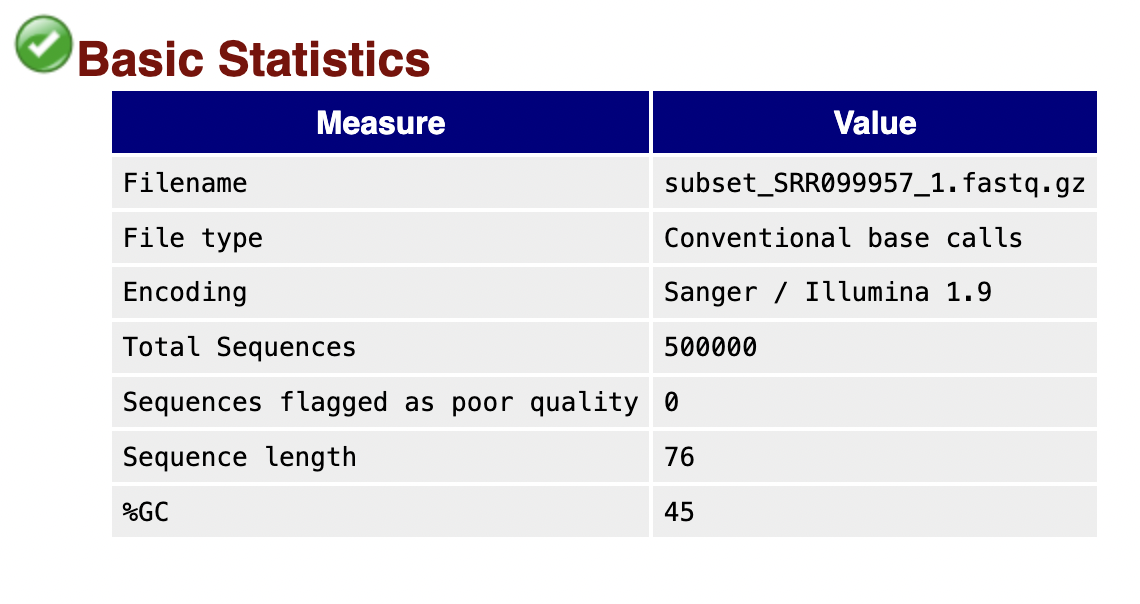 Basic Statistics
Measure Value
Filename subset_SRR099957_1.fastq.gz
File type Conventional base calls
Encoding Sanger / Illumina 1.9
Total Sequences 500000
Sequences flagged as poor quality 0
Sequence length 76
%GC 45